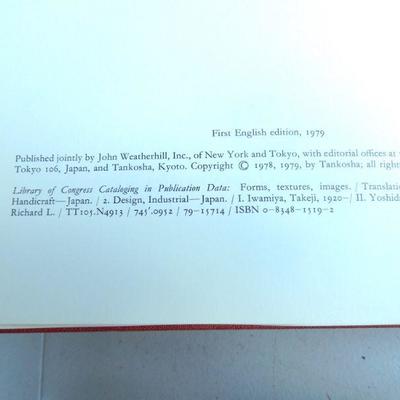 First English edition, 1979
Published jointly by John Weatherhill, Inc., of New York and Tokyo, with editorial offices at
Tokyo 106, Japan, and Tankosha, Kyoto. Copyright © 1978, 1979, by Tankosha; all right
Library of Congress Cataloging in Publication Data: Forms, textures, images. / Translatio
Handicraft—Japan. / 2. Design, Industrial—Japan. / I. Iwamiya, Takeji, 1920– / II. Yoshid
Richard L. / TT105.N4913 / 745'.0952 / 79-15714 / ISBN 0-8348-1519-2